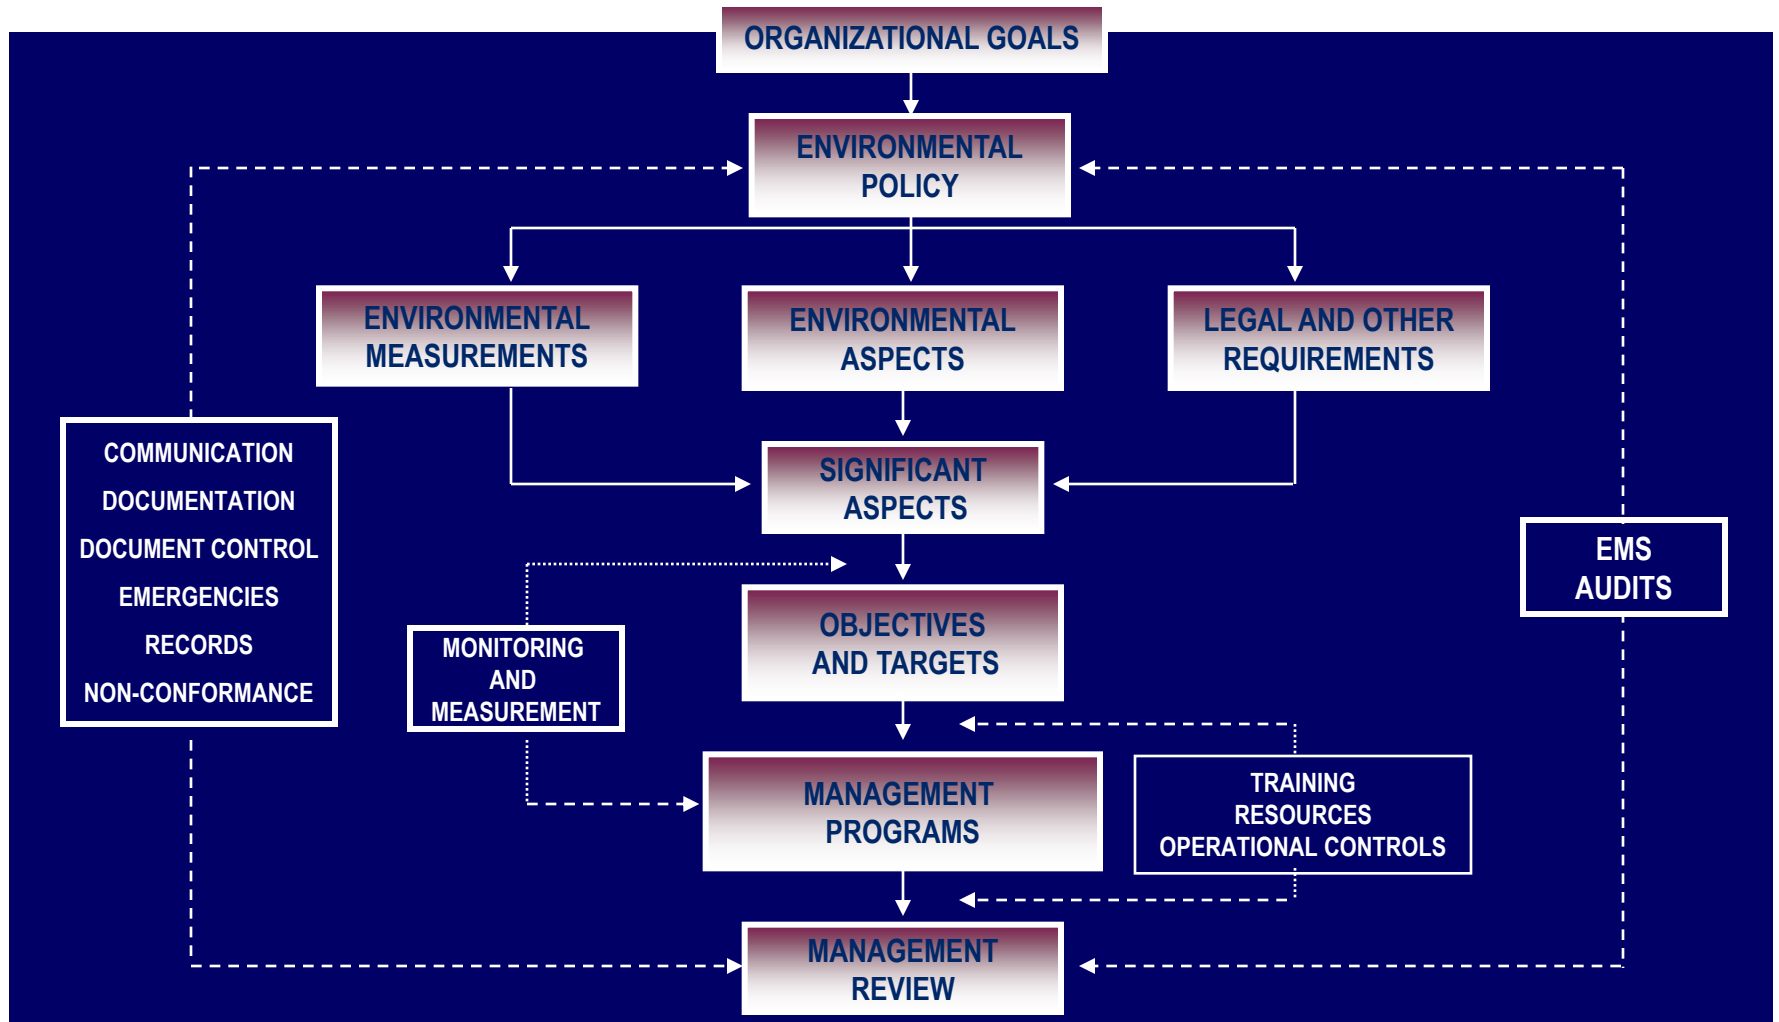 ORGANIZATIONAL GOALS
ENVIRONMENTAL
POLICY
ENVIRONMENTAL
MEASUREMENTS
ENVIRONMENTAL
ASPECTS
LEGAL AND OTHER
REQUIREMENTS
COMMUNICATION
DOCUMENTATION
DOCUMENT CONTROL
EMERGENCIES
RECORDS
NON-CONFORMANCE
SIGNIFICANT
ASPECTS
EMS
AUDITS
MONITORING
AND
MEASUREMENT
OBJECTIVES
AND TARGETS
MANAGEMENT
PROGRAMS
TRAINING
RESOURCES
OPERATIONAL CONTROLS
MANAGEMENT
REVIEW